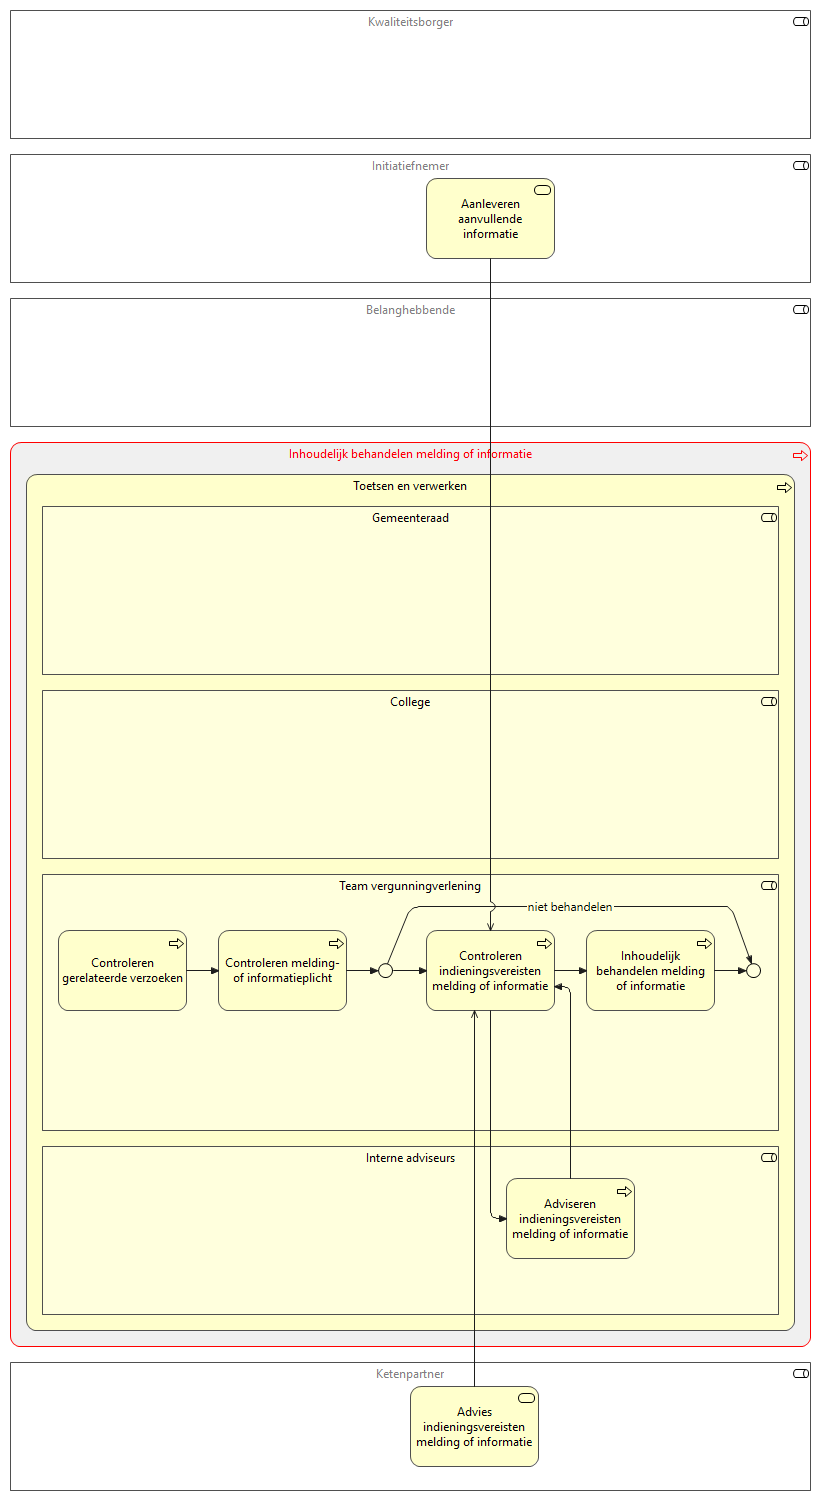 Kwaliteitsborger
Initiatiefnemer
Aanleveren
aanvullende
informatie
Belanghebbende
Inhoudelijk behandelen melding of informatie
Toetsen en verwerken
Gemeenteraad
College
Team vergunningverlening
niet behandelen
Controleren
gerelateerde verzoeken
Controleren melding-
of informatieplicht
Controleren
indieningsvereisten
melding of informatie
Inhoudelijk
behandelen melding
of informatie
Interne adviseurs
Adviseren
indieningsvereisten
melding of informatie
Ketenpartner
Advies
indieningsvereisten
melding of informatie